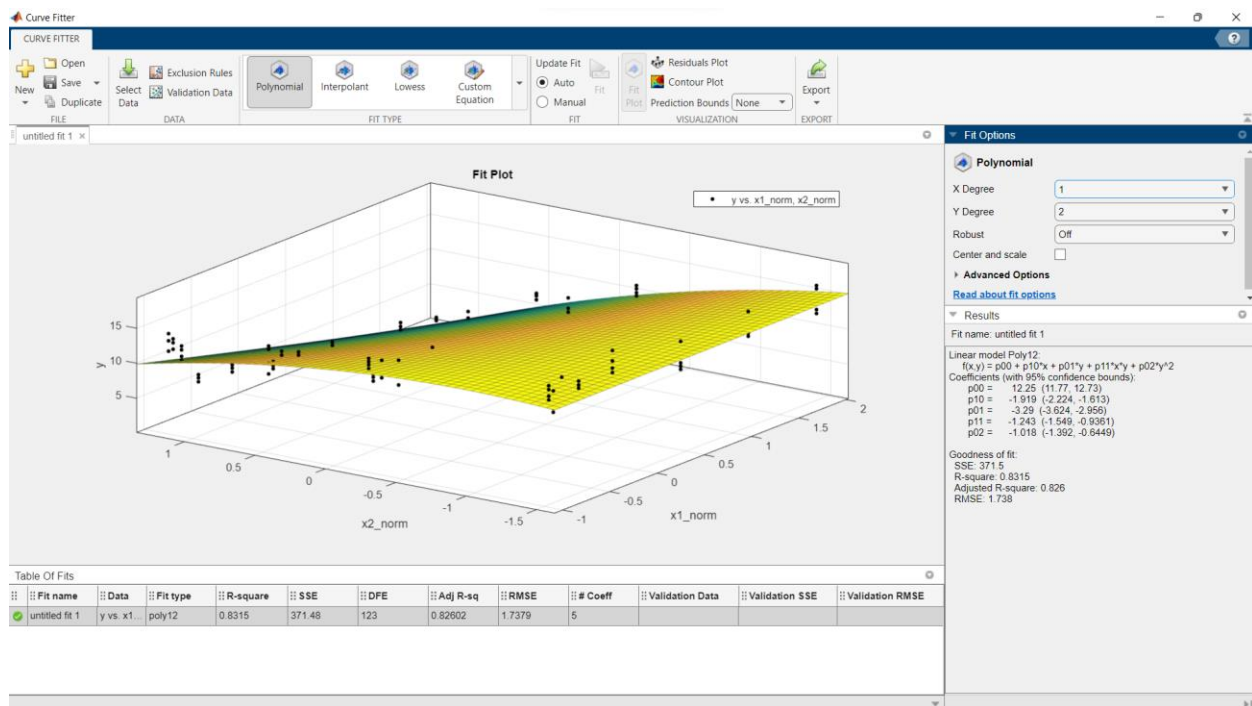 Curve Fitter
CURVE FITTER
New
Open
Save
Duplicate
FILE
Select Data
Exclusion Rules
Validation Data
DATA
Polynomial
Interpolant
Lowess
Custom Equation
FIT TYPE
Update Fit
Auto
Manual
Fit
FIT
Fit Plot
Residuals Plot
Contour Plot
Prediction Bounds None
VISUALIZATION
Export
EXPORT
untitled fit 1
Fit Plot
y vs. x1_norm, x2_norm
15
10
5
y
1
0.5
0
-0.5
-1
-1.5
x2_norm
-1
-0.5
0
0.5
1
1.5
2
x1_norm
Fit Options
Polynomial
X Degree 1
Y Degree 2
Robust Off
Center and scale
Advanced Options
Read about fit options
Results
Fit name: untitled fit 1
Linear model Poly12:
f(x,y) = p00 + p10*x + p01*y + p11*x*y + p02*y^2
Coefficients (with 95% confidence bounds):
p00 = 12.25 (11.77, 12.73)
p10 = -1.919 (-2.224, -1.613)
p01 = -3.29 (-3.624, -2.956)
p11 = -1.243 (-1.549, -0.9361)
p02 = -1.018 (-1.392, -0.6449)
Goodness of fit:
SSE: 371.5
R-square: 0.8315
Adjusted R-square: 0.826
RMSE: 1.738
Table Of Fits
Fit name Data Fit type R-square SSE DFE Adj R-sq RMSE # Coeff Validation Data Validation SSE Validation RMSE
untitled fit 1 y vs. x1... poly12 0.8315 371.48 123 0.82602 1.7379 5